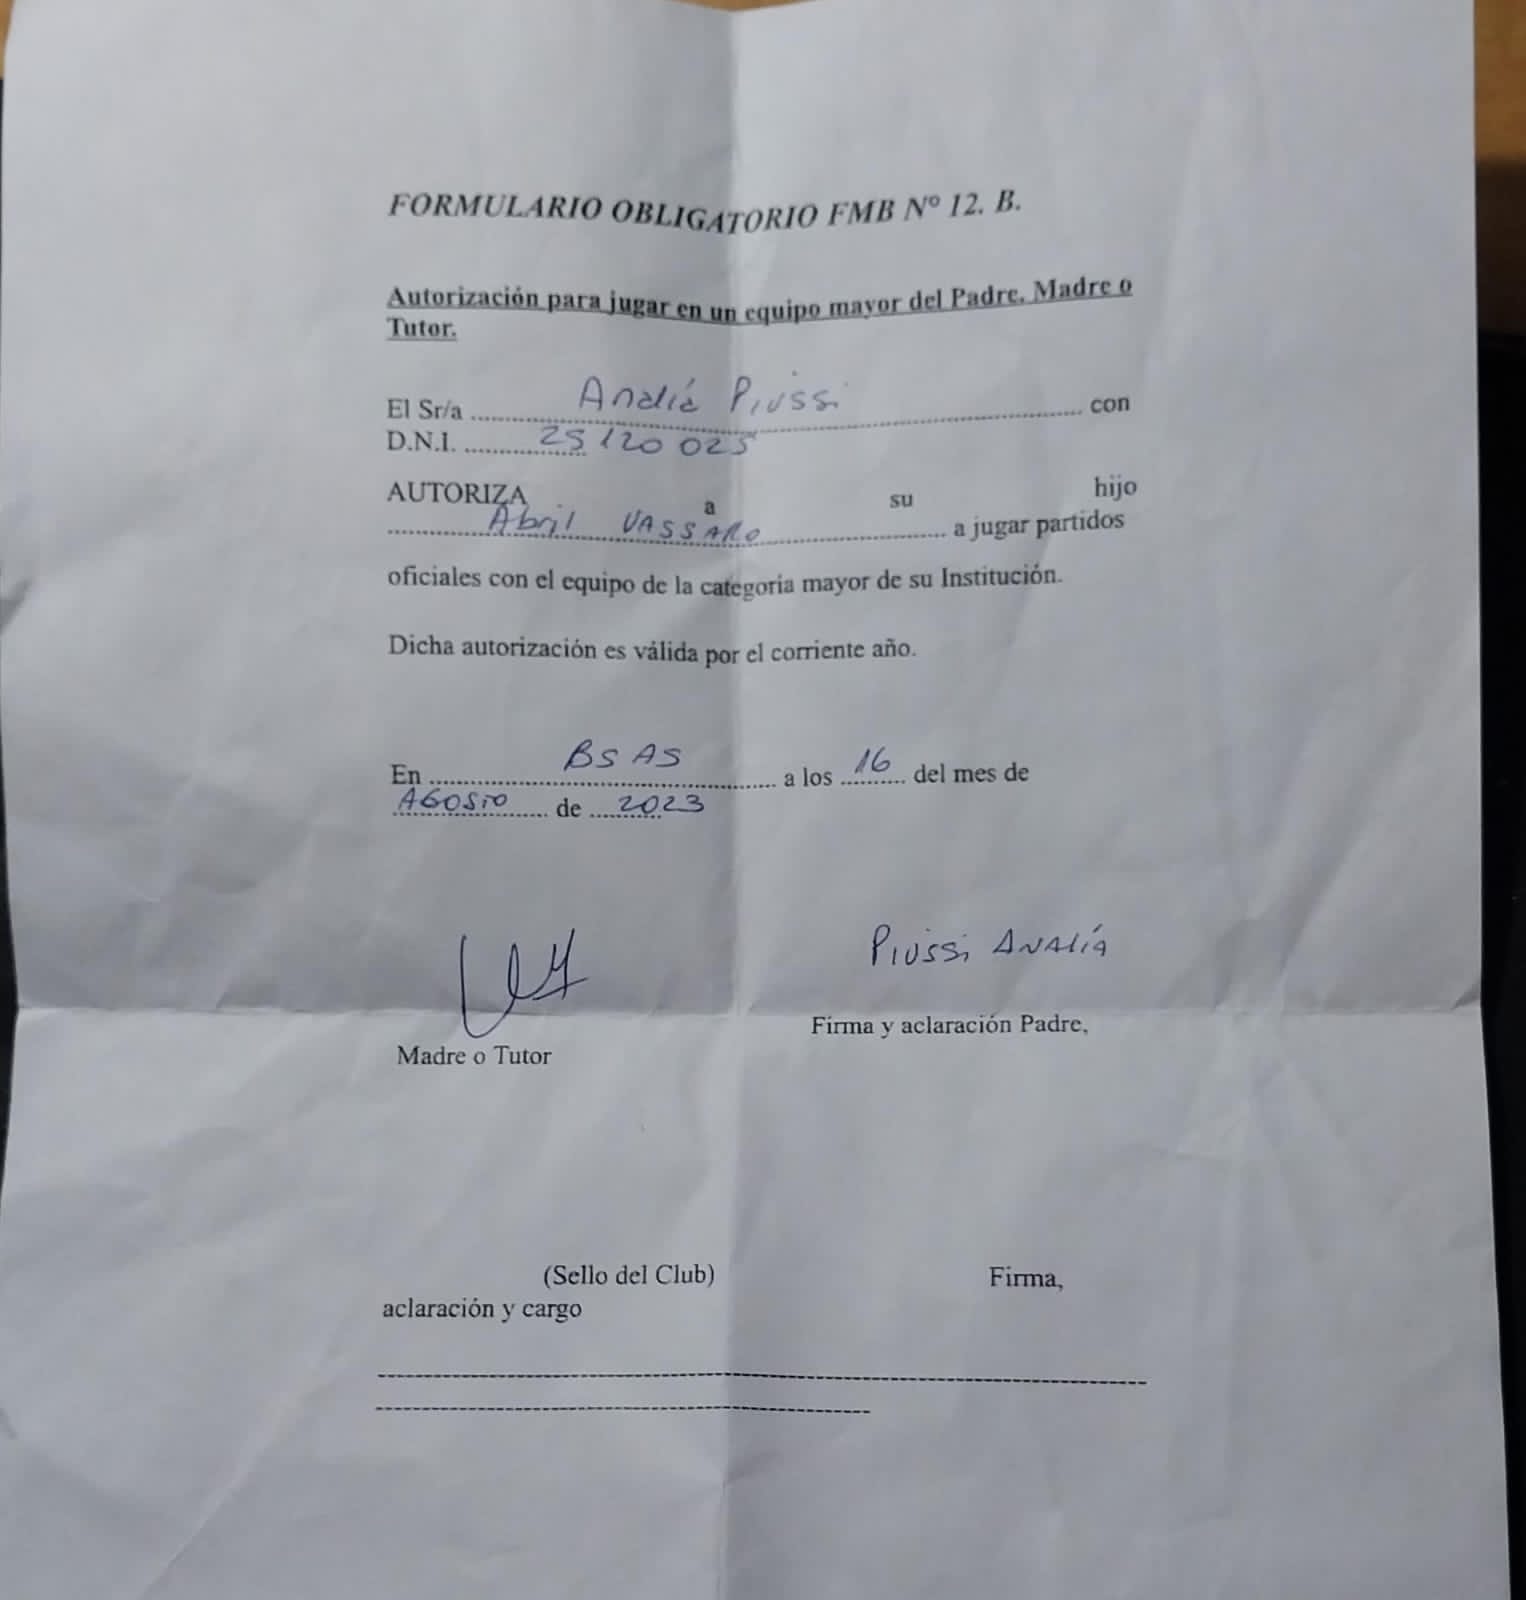 FORMULARIO OBLIGATORIO FMB Nº 12. B.
Autorización para jugar en un equipo mayor del Padre, Madre o
Tutor.
El Sr/a ........ Analía Piussi ........ con
D.N.I. ........ 25 120 025
AUTORIZA a su hijo
........ Abril VASSARO ........ a jugar partidos
oficiales con el equipo de la categoría mayor de su Institución.
Dicha autorización es válida por el corriente año.
En ........ BS AS ........ a los 16 del mes de
AGOSTO de 2023
PIUSSI ANALÍA
Firma y aclaración Padre,
Madre o Tutor
(Sello del Club) Firma,
aclaración y cargo